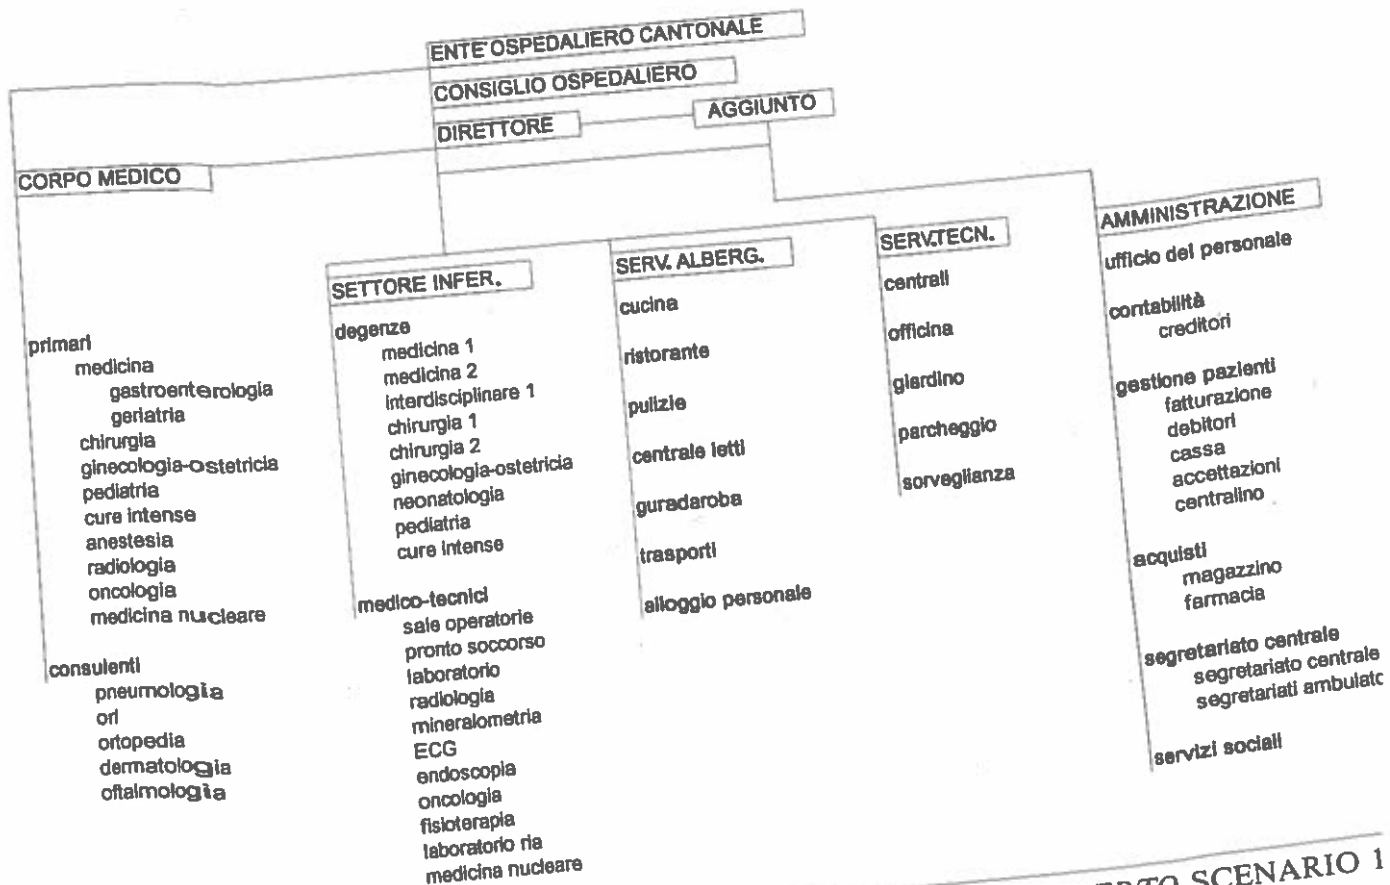 ENTE OSPEDALIERO CANTONALE
CONSIGLIO OSPEDALIERO
DIRETTORE
AGGIUNTO
CORPO MEDICO
primari
medicina
gastroenterologia
geriatria
chirurgia
ginecologia-ostetricia
pediatria
cure intense
anestesia
radiologia
oncologia
medicina nucleare
consulenti
pneumologia
orl
ortopedia
dermatologia
oftalmologia
SETTORE INFER.
degenze
medicina 1
medicina 2
interdisciplinare 1
chirurgia 1
chirurgia 2
ginecologia-ostetricia
neonatologia
pediatria
cure intense
medico-tecnici
sale operatorie
pronto soccorso
laboratorio
radiologia
mineralometria
ECG
endoscopia
oncologia
fisioterapia
laboratorio ria
medicina nucleare
SERV. ALBERG.
cucina
ristorante
pulizie
centrale letti
guradaroba
trasporti
alloggio personale
SERV.TECN.
centrali
officina
giardino
parcheggio
sorveglianza
AMMINISTRAZIONE
ufficio del personale
contabilità
creditori
gestione pazienti
fatturazione
debitori
cassa
accettazioni
centralino
acquisti
magazzino
farmacia
segretariato centrale
segretariato centrale
segretariati ambulato
servizi sociali
SCENARIO 1